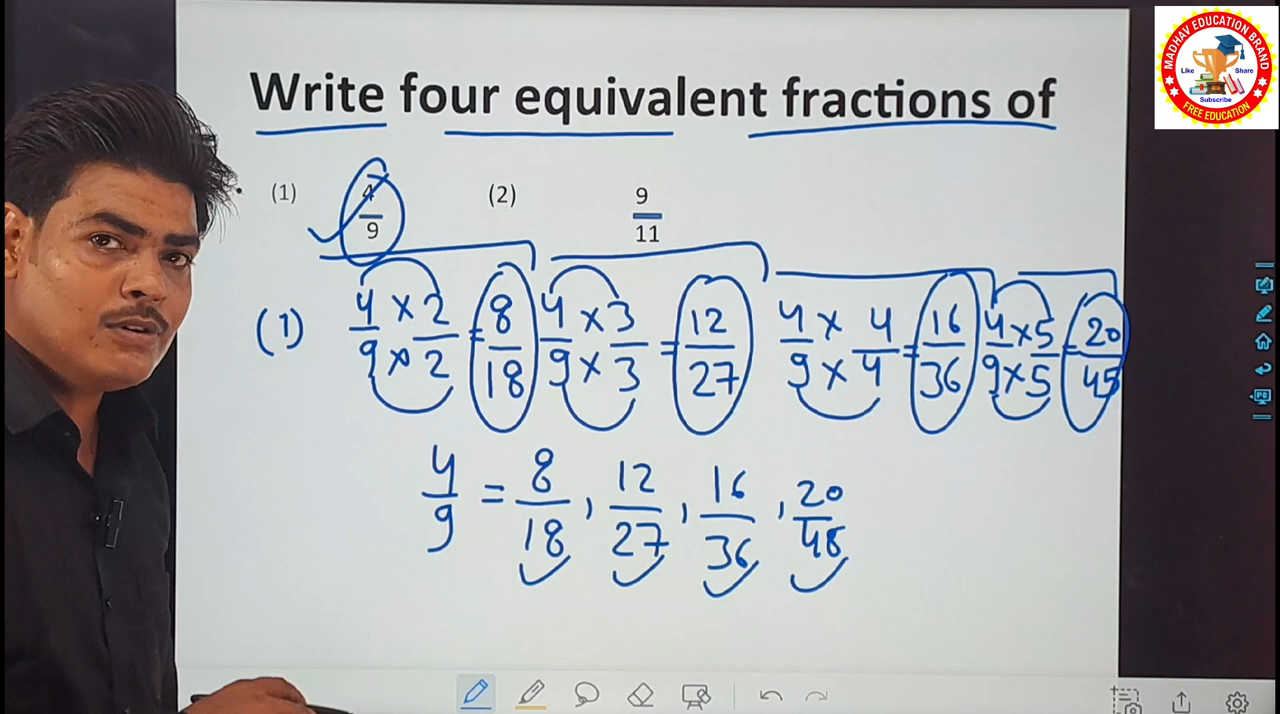 Write four equivalent fractions of
(1) 4/9 (2) 9/11
(1) 4/9 × 2/2 = 8/18 4/9 × 3/3 = 12/27 4/9 × 4/4 = 16/36 4/9 × 5/5 = 20/45
4/9 = 8/18 , 12/27 , 16/36 , 20/48
MADHAV EDUCATION BRAND
Like Share
Subscribe
FREE EDUCATION